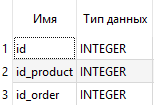 Имя Тип данных
1 id INTEGER
2 id_product INTEGER
3 id_order INTEGER